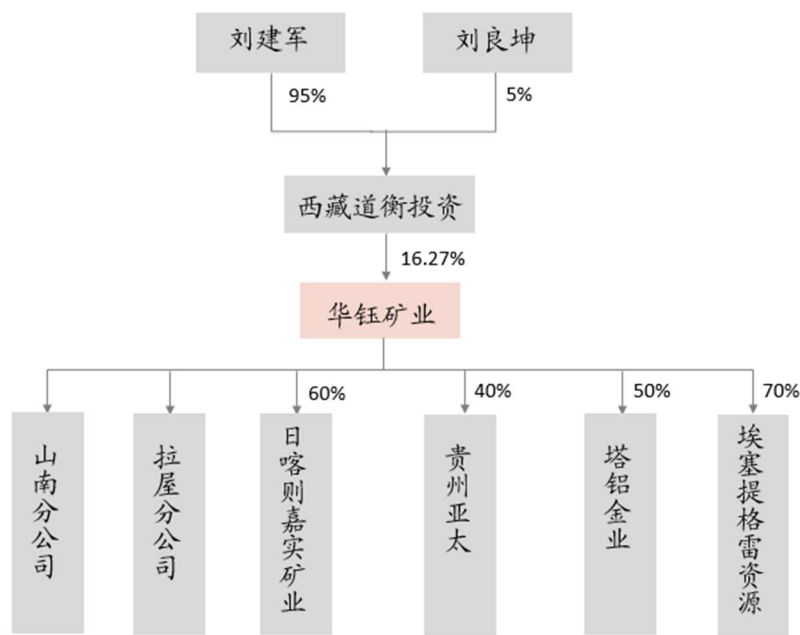 刘建军
刘良坤
95%
5%
西藏道衡投资
16.27%
华钰矿业
60%
40%
50%
70%
山南分公司
拉屋分公司
日喀则嘉实矿业
贵州亚太
塔铝金业
埃塞提格雷资源